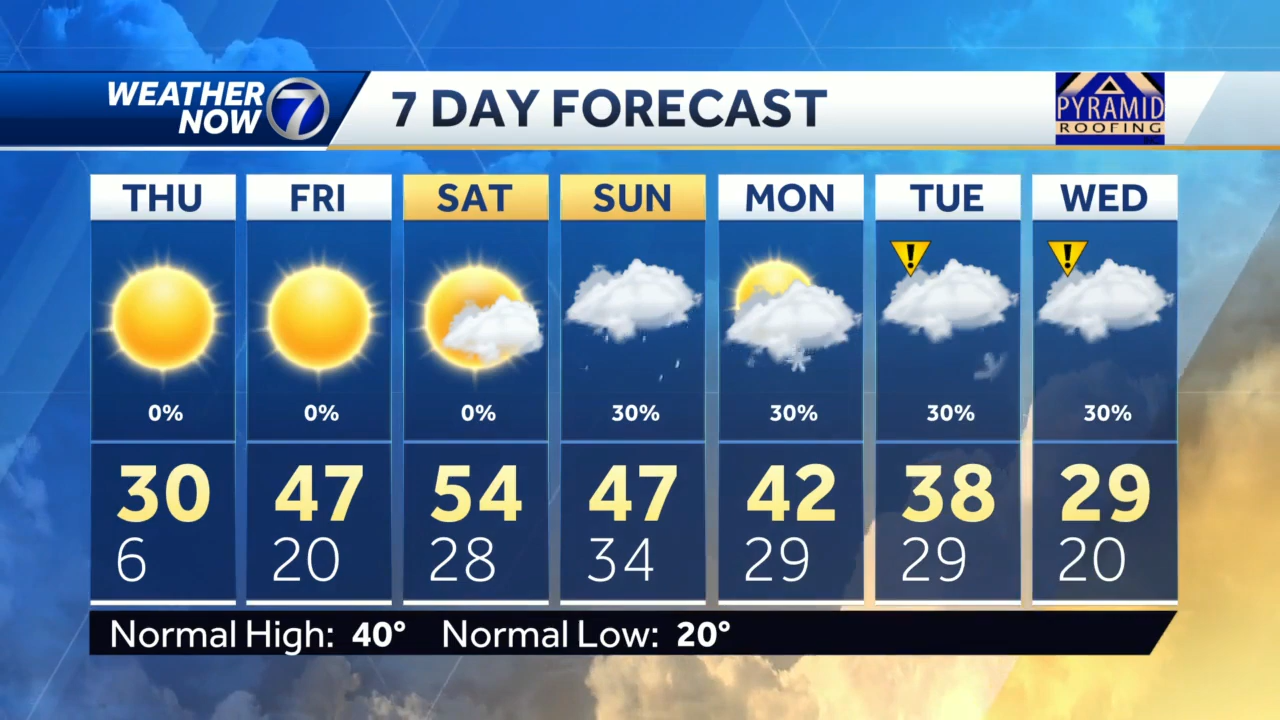 WEATHER
NOW 7
7 DAY FORECAST
PYRAMID
ROOFING
THU FRI SAT SUN MON TUE WED
! !
0% 0% 0% 30% 30% 30% 30%
30 47 54 47 42 38 29
6 20 28 34 29 29 20
Normal High: 40° Normal Low: 20°